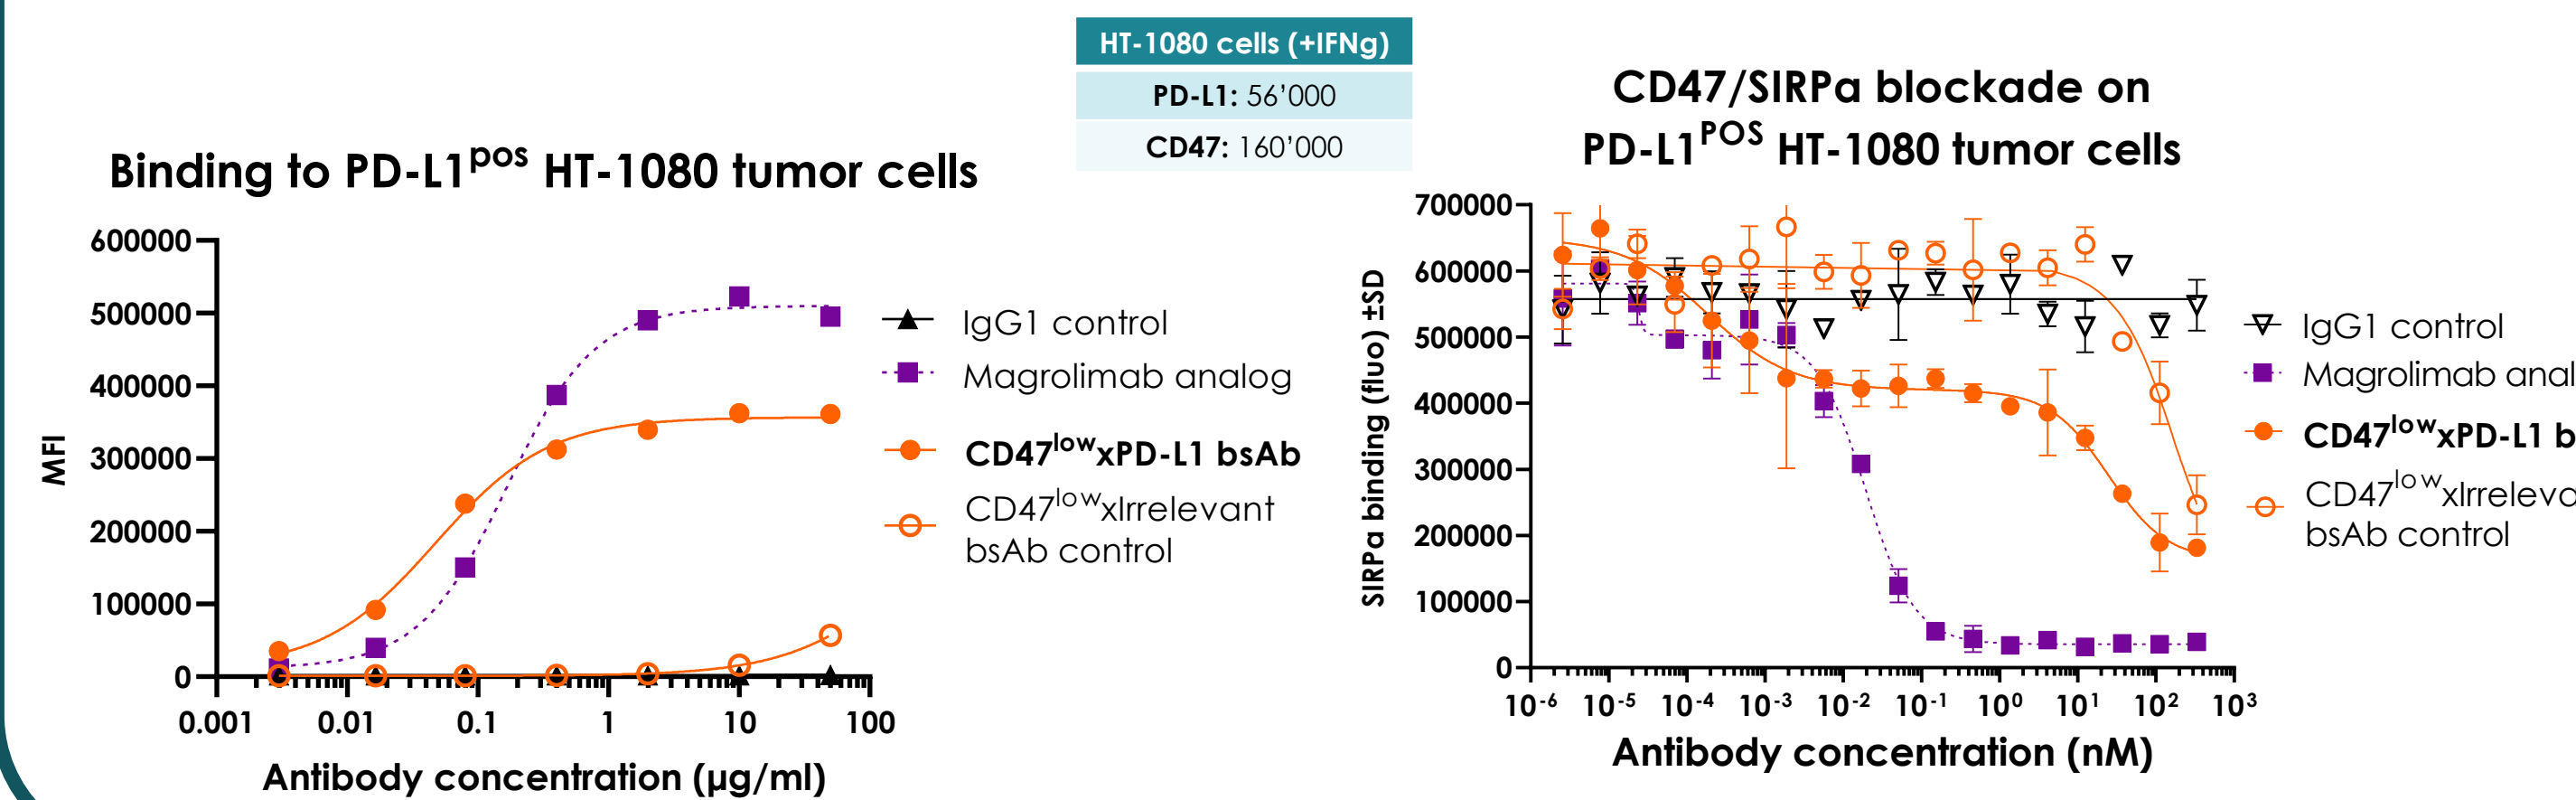 HT-1080 cells (+IFNg)
PD-L1: 56’000
CD47: 160’000
Binding to PD-L1pos HT-1080 tumor cells
600000
500000
400000
300000
200000
100000
0
MFI
0.001 0.01 0.1 1 10 100
Antibody concentration (µg/ml)
IgG1 control
Magrolimab analog
CD47lowxPD-L1 bsAb
CD47lowxIrrelevant
bsAb control
CD47/SIRPa blockade on
PD-L1POS HT-1080 tumor cells
700000
600000
500000
400000
300000
200000
100000
0
SIRPa binding (fluo) ±SD
10-6 10-5 10-4 10-3 10-2 10-1 100 101 102 103
Antibody concentration (nM)
IgG1 control
Magrolimab anal
CD47lowxPD-L1 b
CD47lowxIrreleva
bsAb control